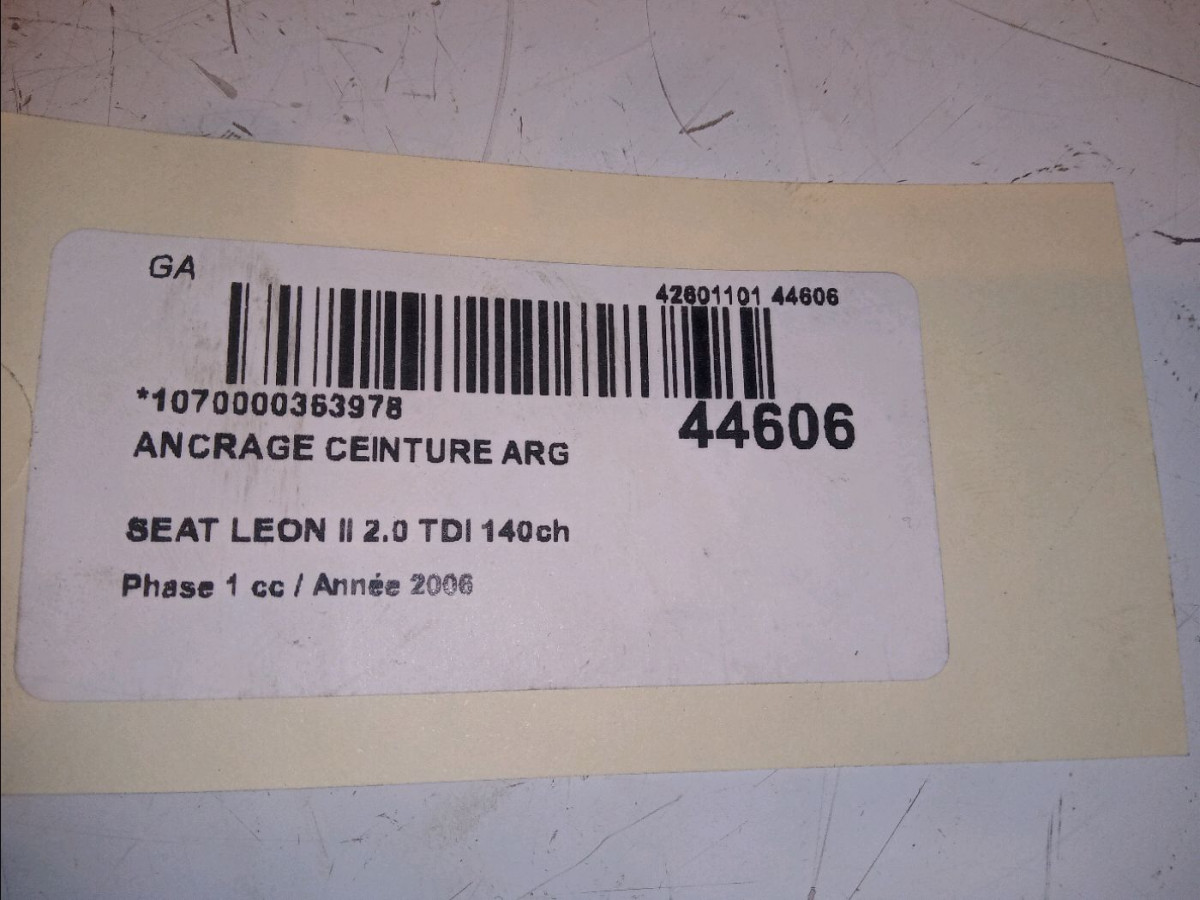 GA
42601101 44606
*1070000363978
44606
ANCRAGE CEINTURE ARG
SEAT LEON II 2.0 TDI 140ch
Phase 1 cc / Année 2006